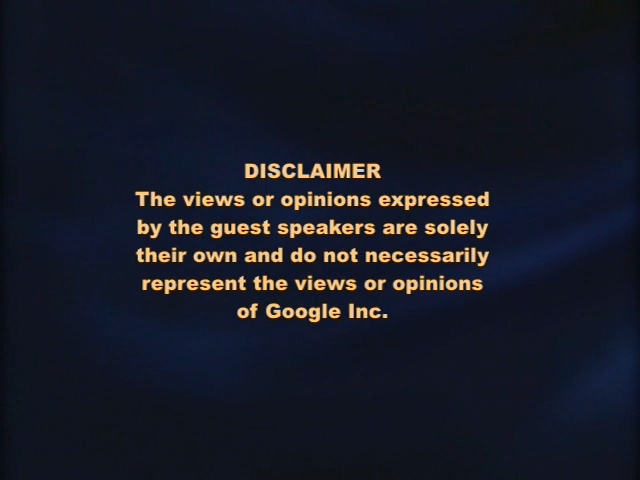 DISCLAIMER
The views or opinions expressed
by the guest speakers are solely
their own and do not necessarily
represent the views or opinions
of Google Inc.